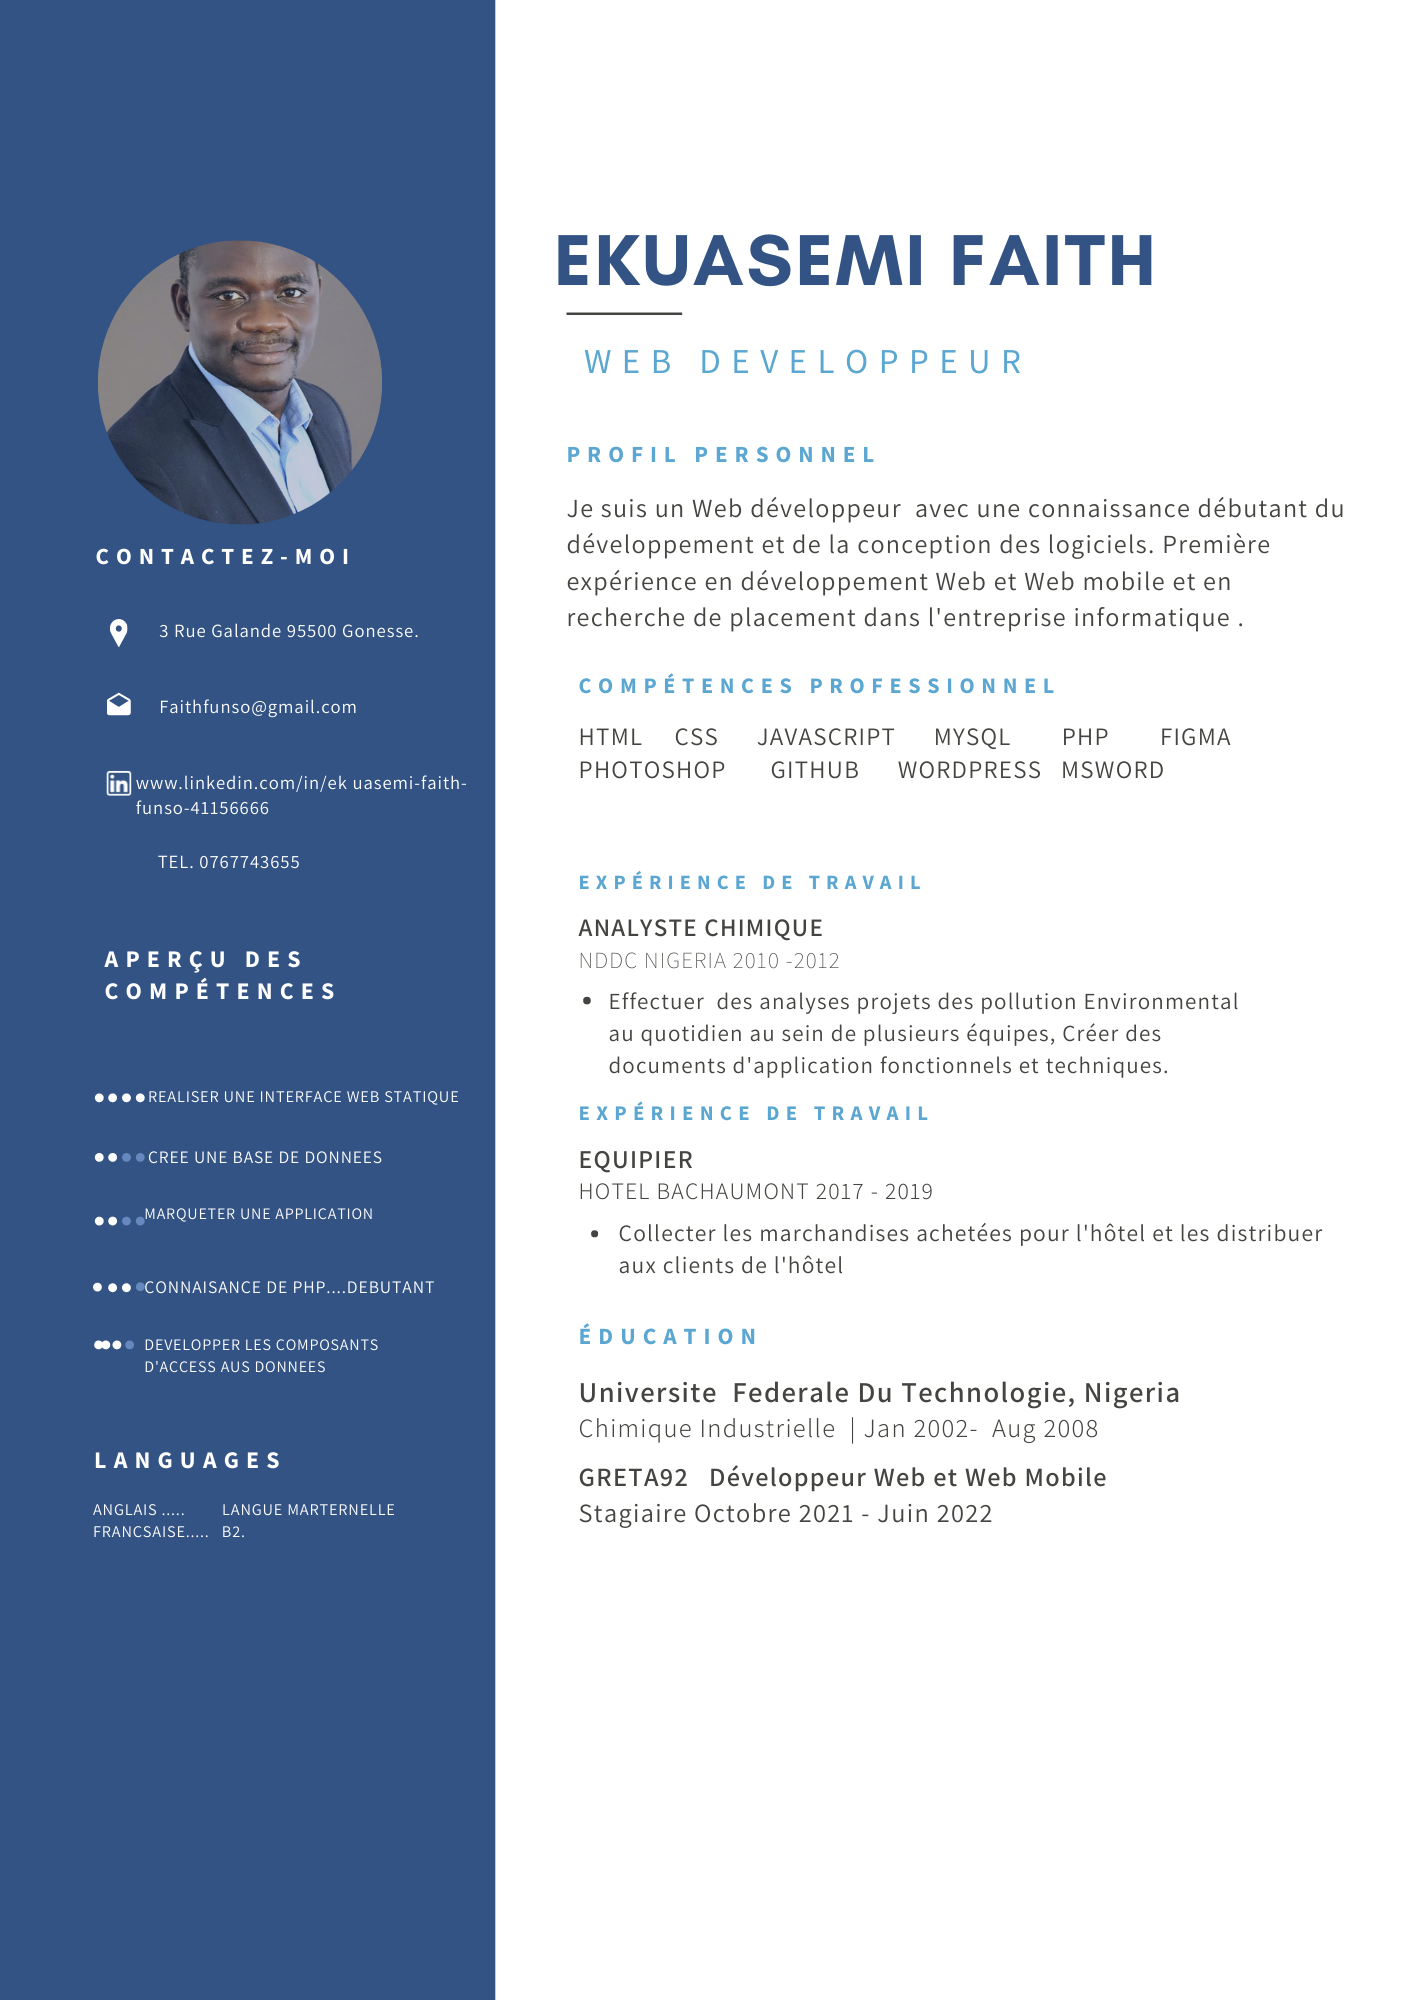 EKUASEMI FAITH
WEB DEVELOPPEUR
CONTACTEZ-MOI
3 Rue Galande 95500 Gonesse.
Faithfunso@gmail.com
in
www.linkedin.com/in/ek uasemi-faith-
funso-41156666
TEL. 0767743655
APERÇU DES
COMPÉTENCES
REALISER UNE INTERFACE WEB STATIQUE
CREE UNE BASE DE DONNEES
MARQUETER UNE APPLICATION
CONNAISANCE DE PHP....DEBUTANT
DEVELOPPER LES COMPOSANTS
D'ACCESS AUS DONNEES
LANGUAGES
ANGLAIS ..... LANGUE MARTERNELLE
FRANCSAISE..... B2.
PROFIL PERSONNEL
Je suis un Web développeur avec une connaissance débutant du
développement et de la conception des logiciels. Première
expérience en développement Web et Web mobile et en
recherche de placement dans l'entreprise informatique .
COMPÉTENCES PROFESSIONNEL
HTML CSS JAVASCRIPT MYSQL PHP FIGMA
PHOTOSHOP GITHUB WORDPRESS MSWORD
EXPÉRIENCE DE TRAVAIL
ANALYSTE CHIMIQUE
NDDC NIGERIA 2010 -2012
• Effectuer des analyses projets des pollution Environmental
au quotidien au sein de plusieurs équipes, Créer des
documents d'application fonctionnels et techniques.
EXPÉRIENCE DE TRAVAIL
EQUIPIER
HOTEL BACHAUMONT 2017 - 2019
• Collecter les marchandises achetées pour l'hôtel et les distribuer
aux clients de l'hôtel
ÉDUCATION
Universite Federale Du Technologie, Nigeria
Chimique Industrielle | Jan 2002- Aug 2008
GRETA92 Développeur Web et Web Mobile
Stagiaire Octobre 2021 - Juin 2022